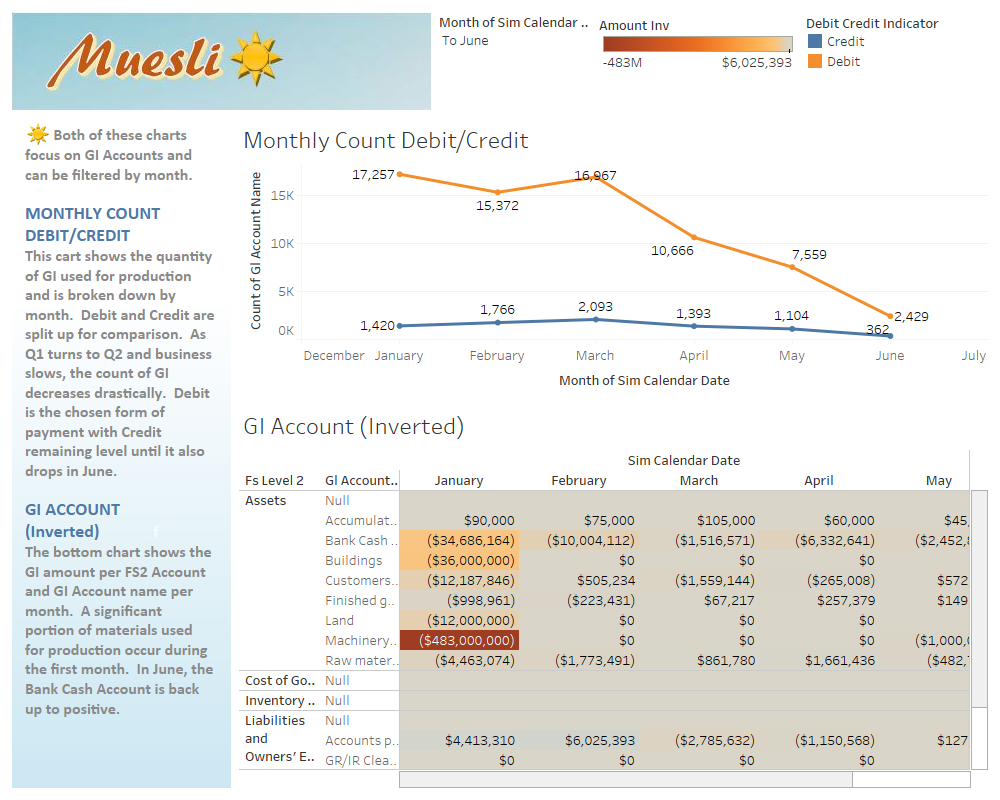 Muesli
Month of Sim Calendar ..
To June
Amount Inv
-483M $6,025,393
Debit Credit Indicator
Credit
Debit
Both of these charts
focus on Gl Accounts and
can be filtered by month.
MONTHLY COUNT
DEBIT/CREDIT
This cart shows the quantity
of GI used for production
and is broken down by
month. Debit and Credit are
split up for comparison. As
Q1 turns to Q2 and business
slows, the count of GI
decreases drastically. Debit
is the chosen form of
payment with Credit
remaining level until it also
drops in June.
GI ACCOUNT
(Inverted)
The bottom chart shows the
GI amount per FS2 Account
and GI Account name per
month. A significant
portion of materials used
for production occur during
the first month. In June, the
Bank Cash Account is back
up to positive.
Monthly Count Debit/Credit
Count of Gl Account Name
15K
10K
5K
0K
17,257
15,372
16,967
10,666
7,559
2,429
1,420
1,766
2,093
1,393
1,104
362
December January February March April May June July
Month of Sim Calendar Date
Gl Account (Inverted)
Sim Calendar Date
Fs Level 2 Gl Account.. January February March April May
Assets Null
Accumulat.. $90,000 $75,000 $105,000 $60,000 $45,
Bank Cash .. ($34,686,164) ($10,004,112) ($1,516,571) ($6,332,641) ($2,452,8
Buildings ($36,000,000) $0 $0 $0
Customers.. ($12,187,846) $505,234 ($1,559,144) ($265,008) $572
Finished g.. ($998,961) ($223,431) $67,217 $257,379 $149
Land ($12,000,000) $0 $0 $0
Machinery.. ($483,000,000) $0 $0 $0 ($1,000,0
Raw mater.. ($4,463,074) ($1,773,491) $861,780 $1,661,436 ($482,7
Cost of Go.. Null
Inventory .. Null
Liabilities Null
and
Accounts p.. $4,413,310 $6,025,393 ($2,785,632) ($1,150,568) $127
Owners' E..
GR/IR Clea.. $0 $0 $0 $0